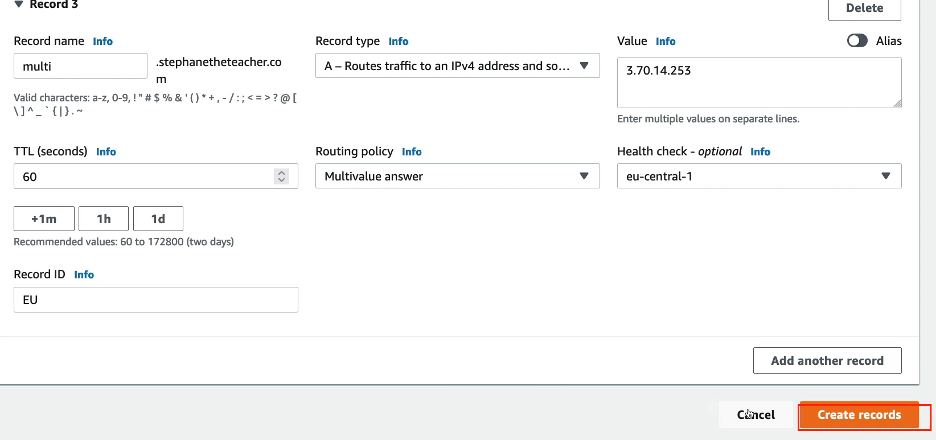 ▼ Record 3
Delete
Record name Info
Record type Info
Value Info
Alias
multi
.stephanetheteacher.co
m
A – Routes traffic to an IPv4 address and so...
3.70.14.253
Valid characters: a-z, 0-9, ! " # $ % & ' ( ) * + , - / : ; < = > ? @ [
\ ] ^ _ ` { | } . ~
Enter multiple values on separate lines.
TTL (seconds) Info
Routing policy Info
Health check - optional Info
60
Multivalue answer
eu-central-1
+1m
1h
1d
Recommended values: 60 to 172800 (two days)
Record ID Info
EU
Add another record
Cancel
Create records